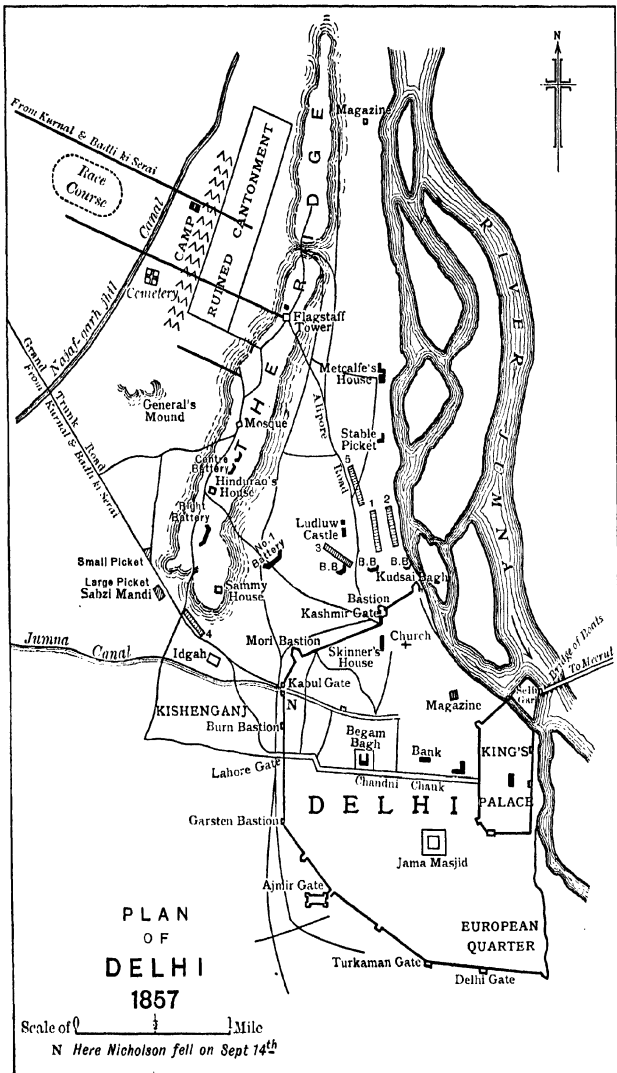 N
From Kurnal & Badli ki Serai
Magazine
Race
Course
CAMP
RUINED CANTONMENT
THE RIDGE
RIVER JUMNA
Canal
Najaf-garh jhil
Cemetery
Flagstaff
Tower
Metcalfe's
House
General's
Mound
Grand Trunk Road
From Kurnal & Badli ki Serai
Mosque
Alipore
Road
Stable
Picket
Centre
Battery
Hindurao's
House
5
1
2
Right
Battery
Ludluw
Castle
No. 1
Battery
3
B.B
B.B
B.B
Kudsai Bagh
Small Picket
Large Picket
Sabzi Mandi
Sammy
House
Bastion
Kashmir Gate
4
Mori Bastion
Church
Skinner's
House
Jumna Canal
Idgah
Bridge of Boats
To Meerut
Kabul Gate
N
Magazine
KISHENGANJ
Burn Bastion
Begam
Bagh
Bank
KING'S
PALACE
Lahore Gate
Chandni Chauk
DELHI
Garsten Bastion
Jama Masjid
Ajmir Gate
EUROPEAN
QUARTER
Turkaman Gate
Delhi Gate
PLAN
OF
DELHI
1857
Scale of 0 ½ 1 Mile
N Here Nicholson fell on Sept 14th